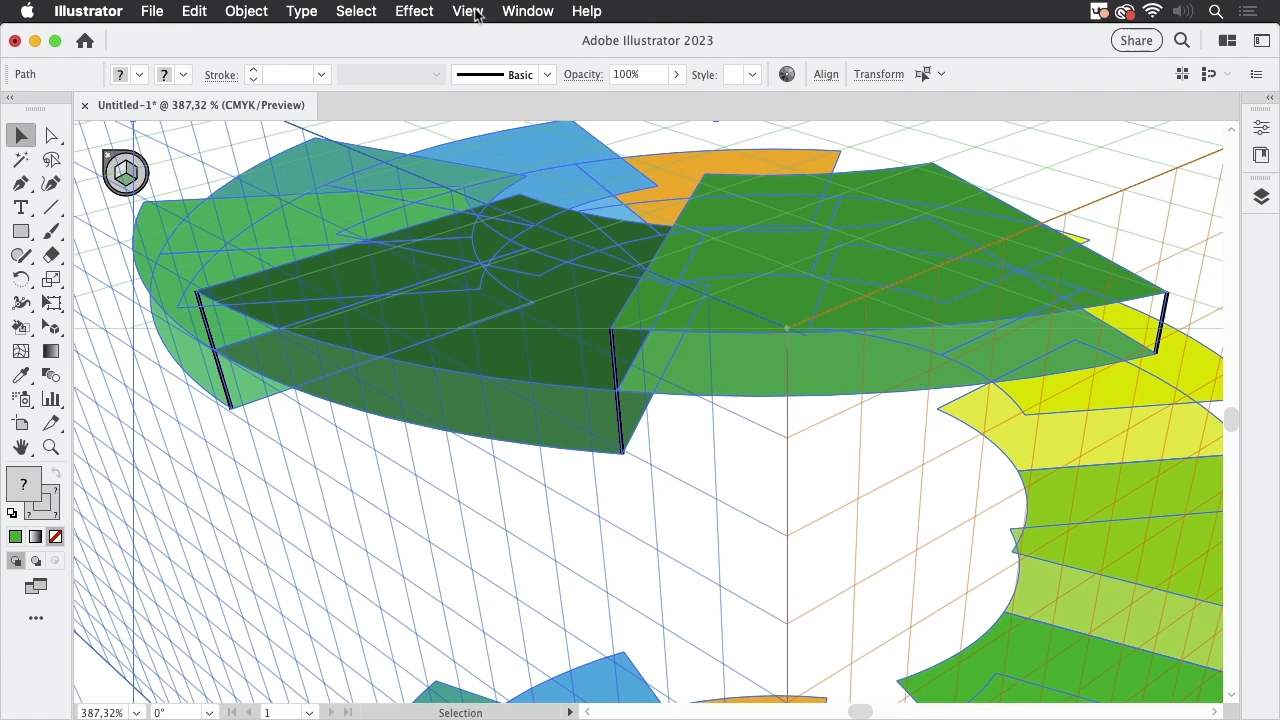 Illustrator File Edit Object Type Select Effect View Window Help
Adobe Illustrator 2023
Share
Path ? ? Stroke: Basic Opacity: 100% Style: Align Transform
Untitled-1* @ 387,32 % (CMYK/Preview)
?
?
?
387,32% 0° 1 Selection